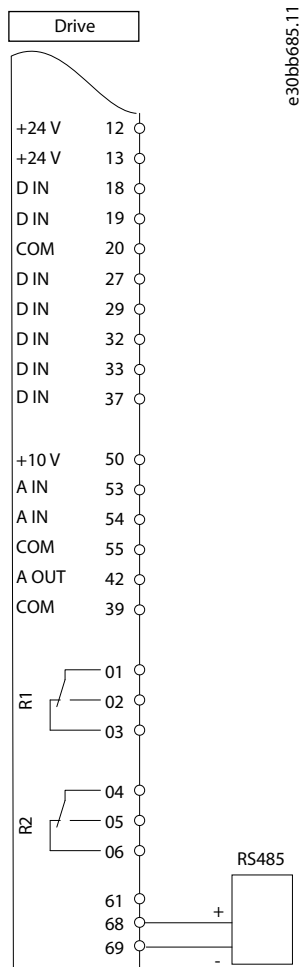 Drive
e30bb685.11
+24 V 12
+24 V 13
D IN 18
D IN 19
COM 20
D IN 27
D IN 29
D IN 32
D IN 33
D IN 37
+10 V 50
A IN 53
A IN 54
COM 55
A OUT 42
COM 39
R1
01
02
03
R2
04
05
06
RS485
61
68 +
69 -